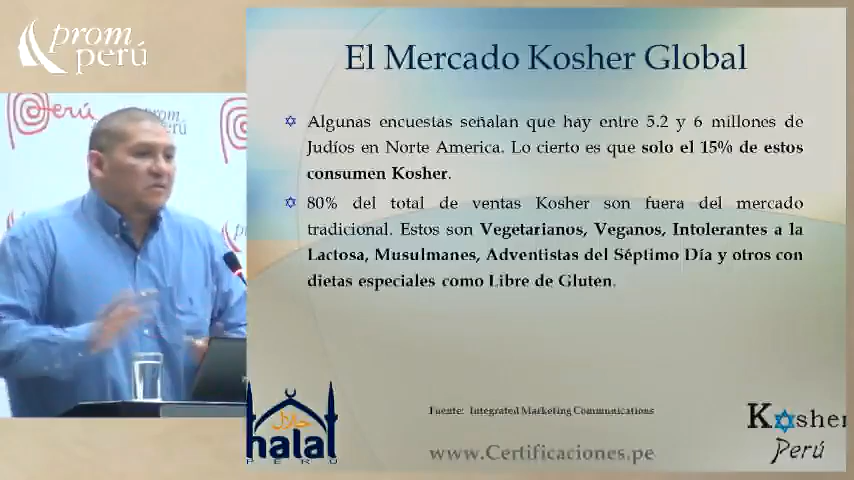 prom
perú
Perú
prom
perú
El Mercado Kosher Global
Algunas encuestas señalan que hay entre 5.2 y 6 millones de
Judíos en Norte America. Lo cierto es que solo el 15% de estos
consumen Kosher.
80% del total de ventas Kosher son fuera del mercado
tradicional. Estos son Vegetarianos, Veganos, Intolerantes a la
Lactosa, Musulmanes, Adventistas del Séptimo Día y otros con
dietas especiales como Libre de Gluten.
Fuente: Integrated Marketing Communications
www.Certificaciones.pe
حلال
halal
PERÚ
Kosher
Perú